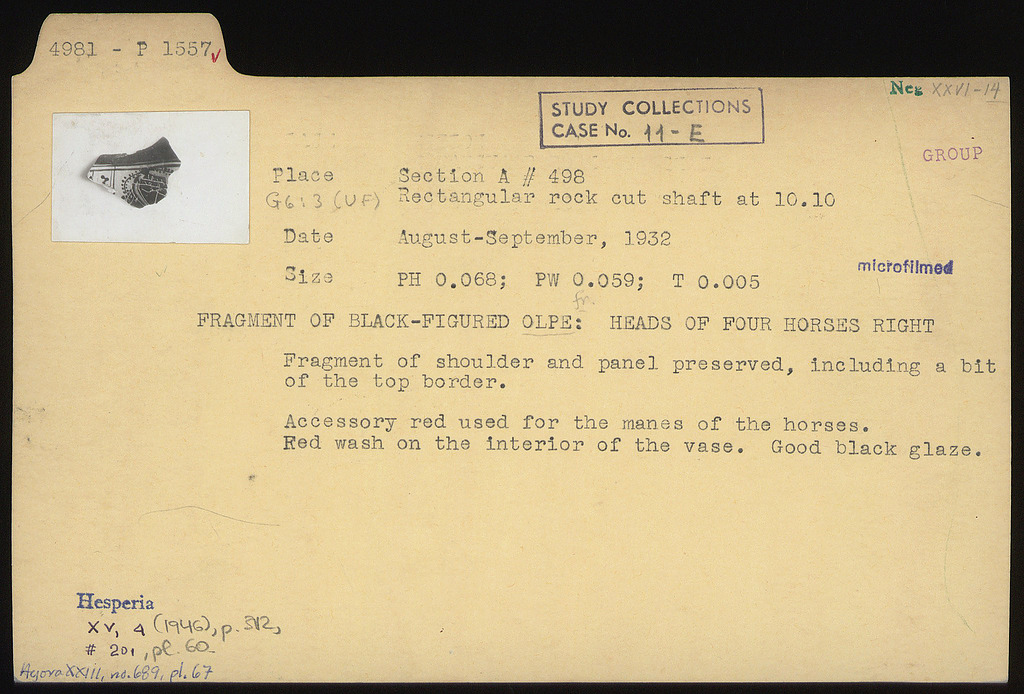 4981 - P 1557 v
Neg XXVI-14
STUDY COLLECTIONS
CASE No. 11-E
GROUP
Place Section A # 498
G6:3 (UF) Rectangular rock cut shaft at 10.10
Date August-September, 1932
microfilmed
Size PH 0.068; PW 0.059; T 0.005
fr.
FRAGMENT OF BLACK-FIGURED OLPE: HEADS OF FOUR HORSES RIGHT
Fragment of shoulder and panel preserved, including a bit
of the top border.
Accessory red used for the manes of the horses.
Red wash on the interior of the vase. Good black glaze.
Hesperia
XV, 4 (1946), p. 312,
# 201, pl. 60
Agora XXIII, no. 689, pl. 67